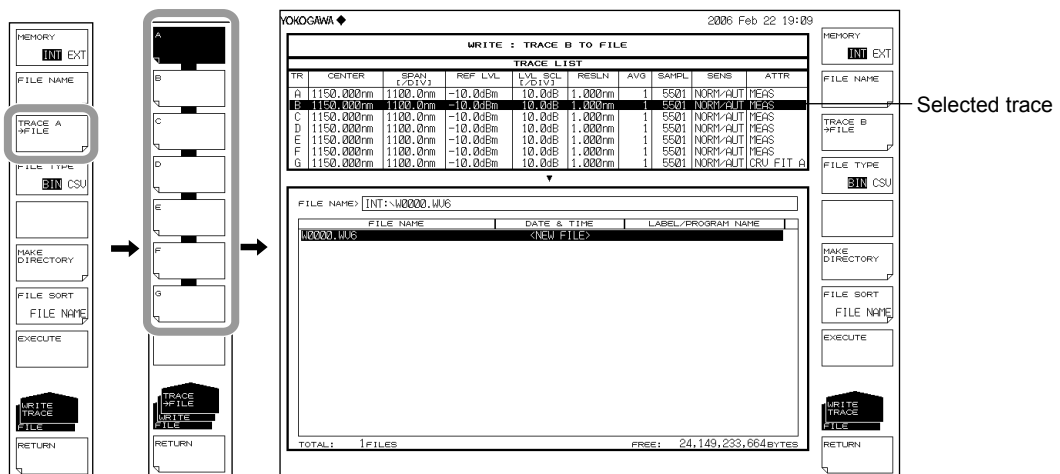 MEMORY
INT EXT
FILE NAME
TRACE A
→FILE
FILE TYPE
BIN CSV
MAKE
DIRECTORY
FILE SORT
FILE NAME
EXECUTE
WRITE
TRACE
FILE
RETURN
A
B
C
D
E
F
G
TRACE
→FILE
WRITE
FILE
RETURN
YOKOGAWA ◆ 2006 Feb 22 19:09
WRITE : TRACE B TO FILE
TRACE LIST
TR CENTER SPAN [/DIV] REF LVL LVL SCL [/DIV] RESLN AVG SAMPL SENS ATTR
A 1150.000nm 1100.0nm -10.0dBm 10.0dB 1.000nm 1 5501 NORM/AUT MEAS
B 1150.000nm 1100.0nm -10.0dBm 10.0dB 1.000nm 1 5501 NORM/AUT MEAS
C 1150.000nm 1100.0nm -10.0dBm 10.0dB 1.000nm 1 5501 NORM/AUT MEAS
D 1150.000nm 1100.0nm -10.0dBm 10.0dB 1.000nm 1 5501 NORM/AUT MEAS
E 1150.000nm 1100.0nm -10.0dBm 10.0dB 1.000nm 1 5501 NORM/AUT MEAS
F 1150.000nm 1100.0nm -10.0dBm 10.0dB 1.000nm 1 5501 NORM/AUT MEAS
G 1150.000nm 1100.0nm -10.0dBm 10.0dB 1.000nm 1 5501 NORM/AUT CRV FIT A
FILE NAME> INT:\W0000.WV6
FILE NAME DATE & TIME LABEL/PROGRAM NAME
W0000.WV6 <NEW FILE>
TOTAL: 1FILES FREE: 24,149,233,664BYTES
MEMORY
INT EXT
FILE NAME
TRACE B
→FILE
FILE TYPE
BIN CSV
MAKE
DIRECTORY
FILE SORT
FILE NAME
EXECUTE
WRITE
TRACE
FILE
RETURN
Selected trace